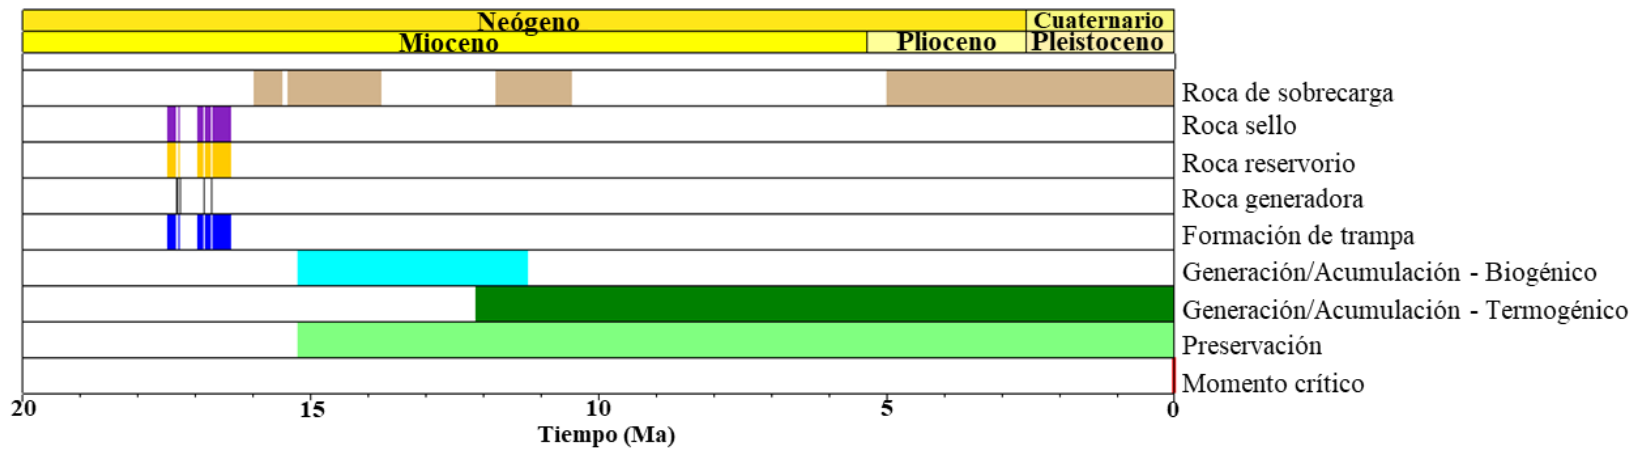 Neógeno
Cuaternario
Mioceno
Plioceno
Pleistoceno
Roca de sobrecarga
Roca sello
Roca reservorio
Roca generadora
Formación de trampa
Generación/Acumulación - Biogénico
Generación/Acumulación - Termogénico
Preservación
Momento crítico
20
15
10
5
0
Tiempo (Ma)